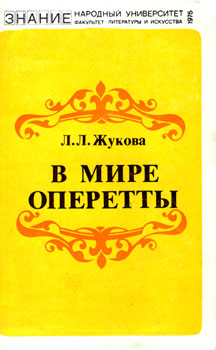 ЗНАНИЕ
НАРОДНЫЙ УНИВЕРСИТЕТ
ФАКУЛЬТЕТ ЛИТЕРАТУРЫ И ИСКУССТВА
1976
Л.Л. Жукова
В МИРЕ
ОПЕРЕТТЫ